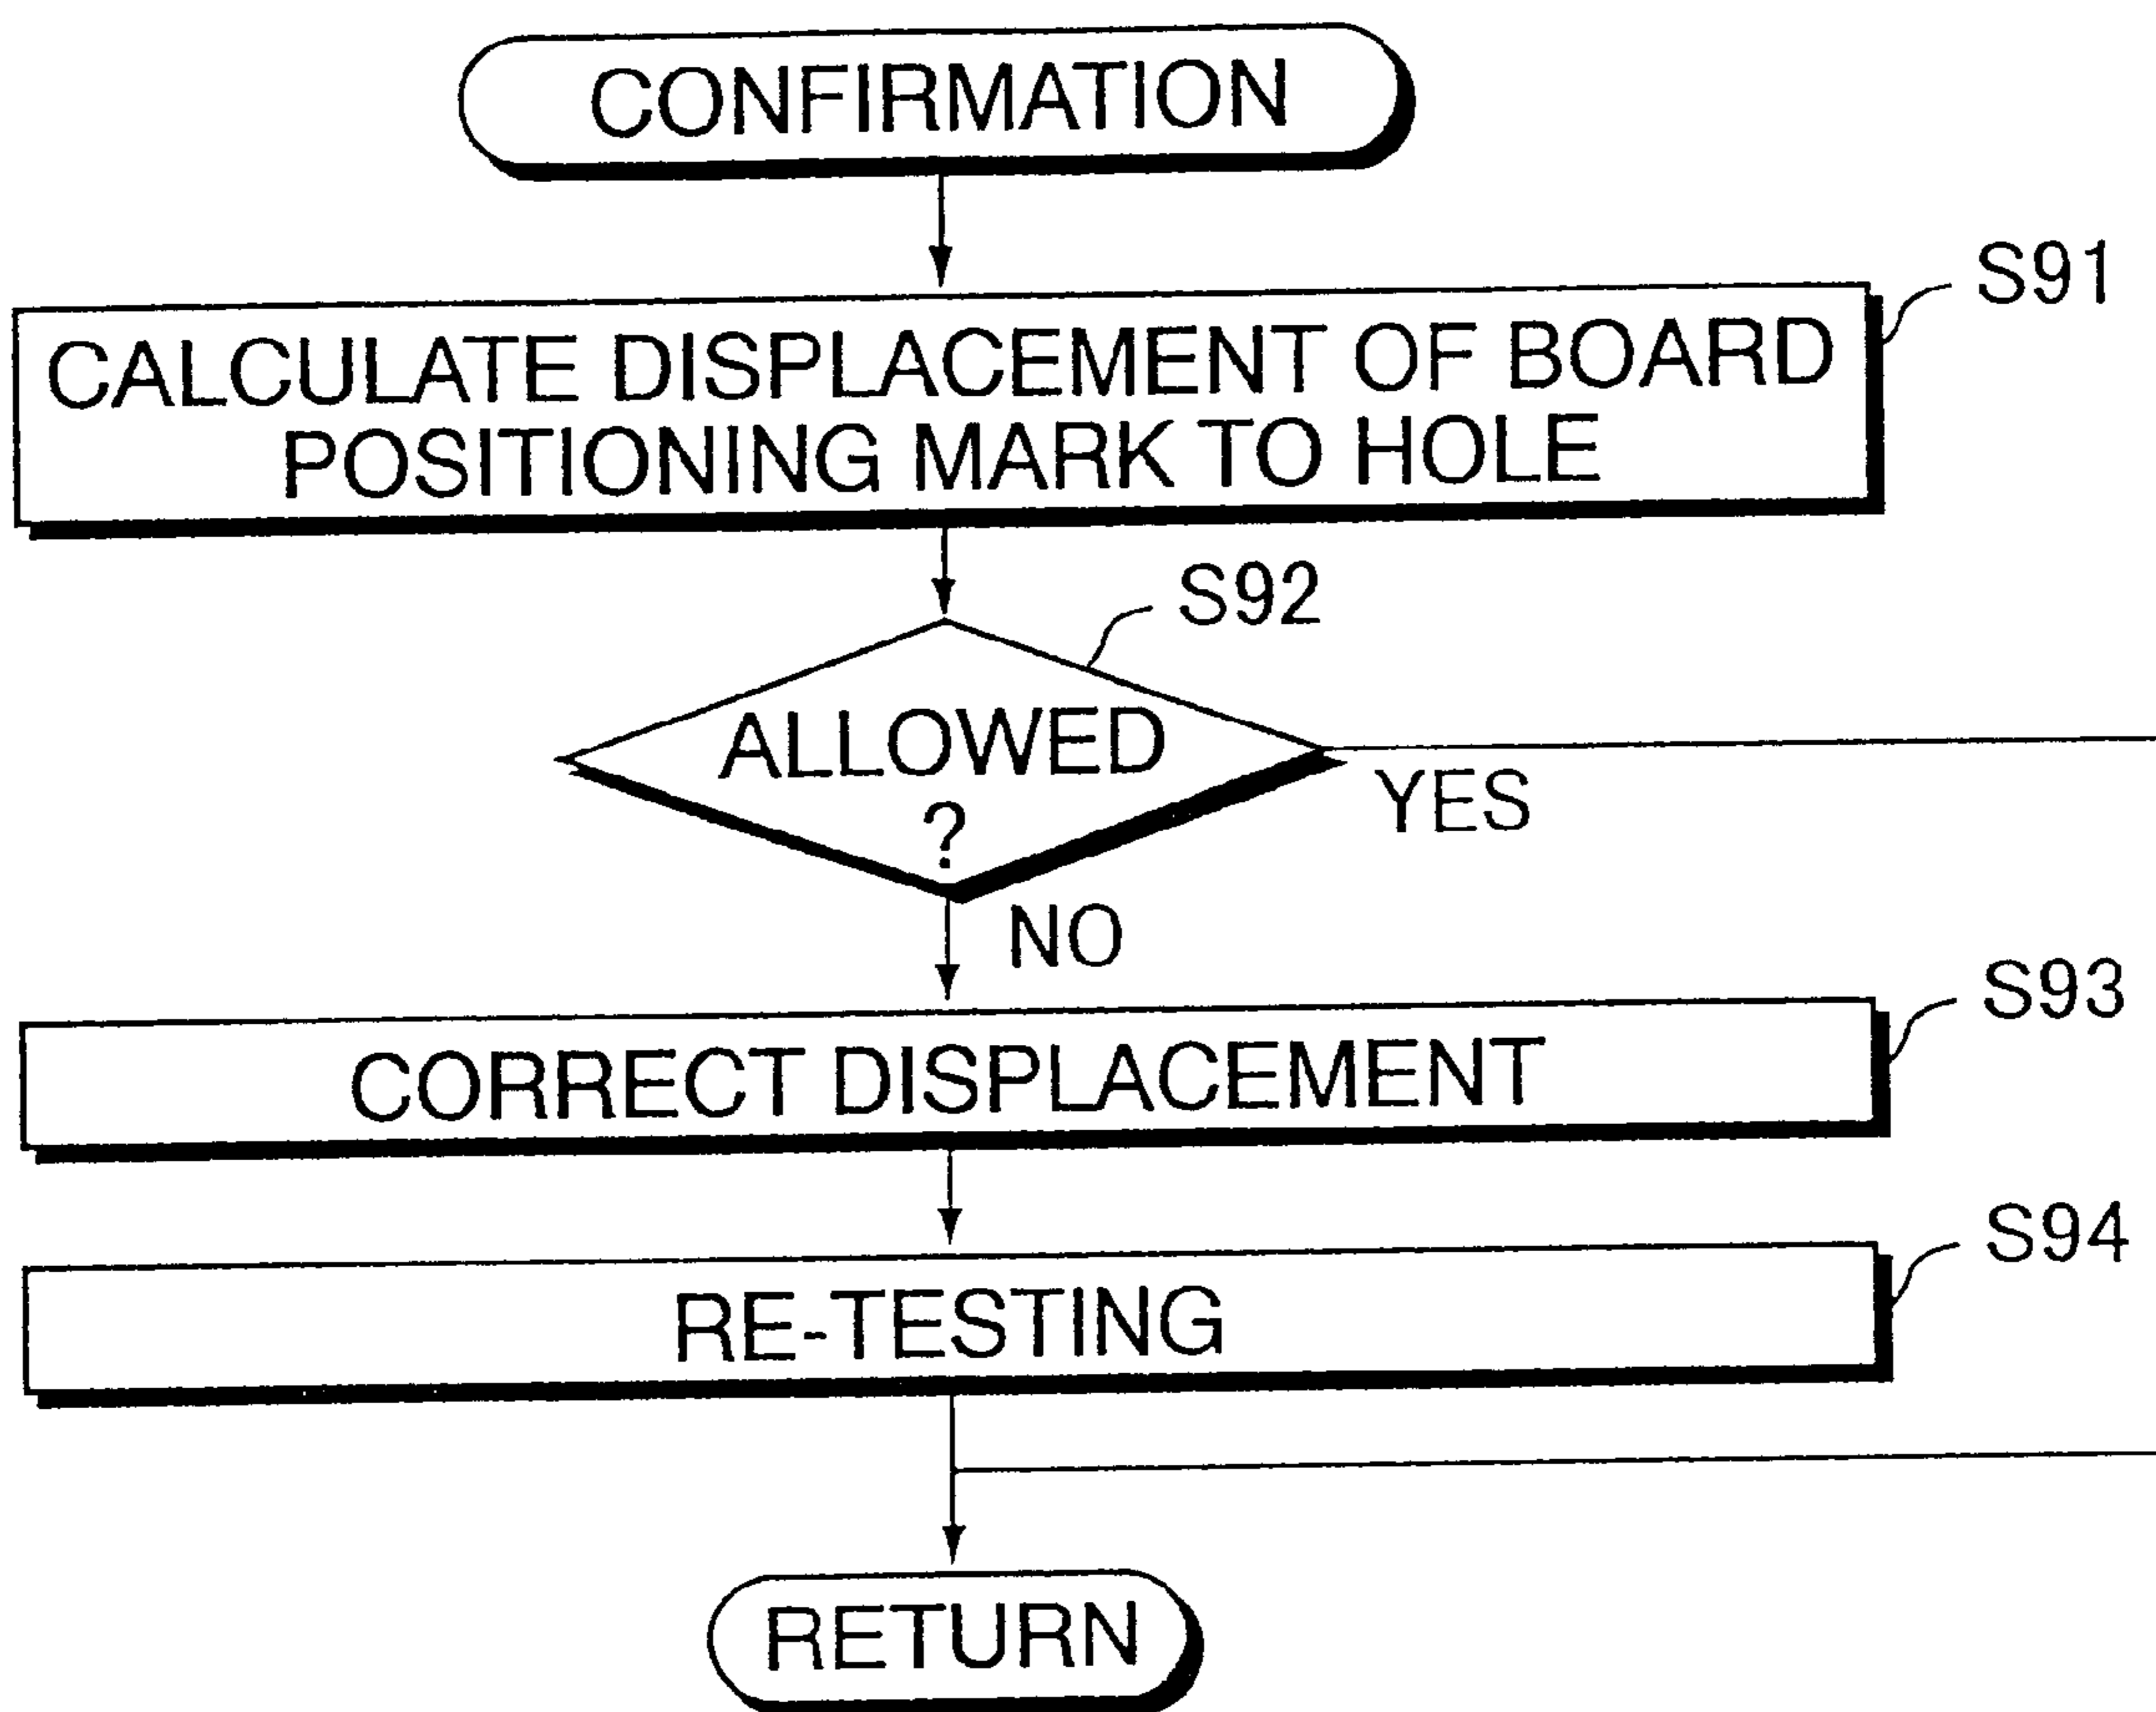 CONFIRMATION
S91
CALCULATE DISPLACEMENT OF BOARD
POSITIONING MARK TO HOLE
S92
ALLOWED
?
YES
NO
S93
CORRECT DISPLACEMENT
S94
RE-TESTING
RETURN